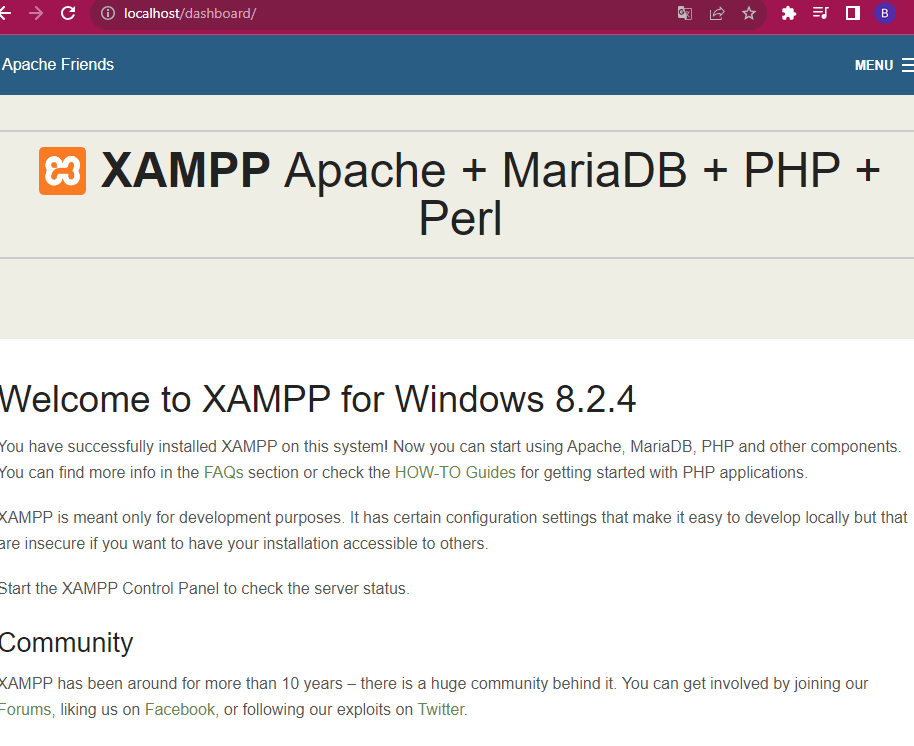 localhost/dashboard/
B
Apache Friends
MENU
XAMPP Apache + MariaDB + PHP +
Perl
Welcome to XAMPP for Windows 8.2.4
You have successfully installed XAMPP on this system! Now you can start using Apache, MariaDB, PHP and other components.
You can find more info in the FAQs section or check the HOW-TO Guides for getting started with PHP applications.
XAMPP is meant only for development purposes. It has certain configuration settings that make it easy to develop locally but that
are insecure if you want to have your installation accessible to others.
Start the XAMPP Control Panel to check the server status.
Community
XAMPP has been around for more than 10 years – there is a huge community behind it. You can get involved by joining our
Forums, liking us on Facebook, or following our exploits on Twitter.